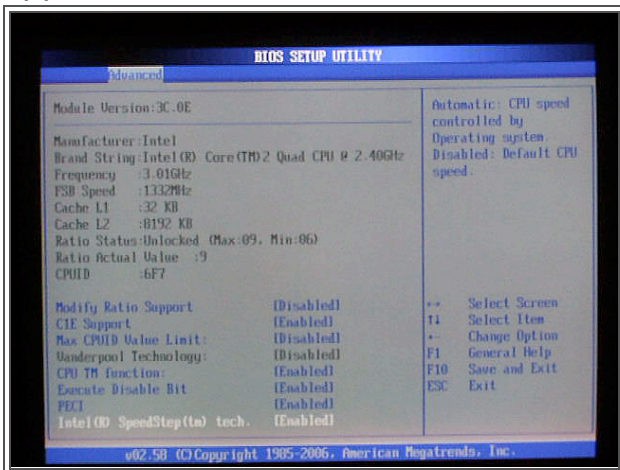 BIOS SETUP UTILITY
Advanced
Module Version:3C.0E
Manufacturer:Intel
Brand String:Intel(R) Core(TM)2 Quad CPU @ 2.40GHz
Frequency :3.01GHz
FSB Speed :1332MHz
Cache L1 :32 KB
Cache L2 :8192 KB
Ratio Status:Unlocked (Max:09, Min:06)
Ratio Actual Value :9
CPUID :6F7
Modify Ratio Support [Disabled]
C1E Support [Enabled]
Max CPUID Value Limit: [Disabled]
Vanderpool Technology: [Disabled]
CPU TM function: [Enabled]
Execute Disable Bit [Enabled]
PECI [Enabled]
Intel(R) SpeedStep(tm) tech. [Enabled]
Automatic: CPU speed
controlled by
Operating system.
Disabled: Default CPU
speed.
↔ Select Screen
↑↓ Select Item
+- Change Option
F1 General Help
F10 Save and Exit
ESC Exit
v02.58 (C)Copyright 1985-2006, American Megatrends, Inc.